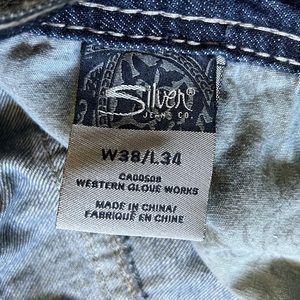 Silver®
JEANS CO.
W38/L34
CA00508
WESTERN GLOVE WORKS
MADE IN CHINA/
FABRIQUÉ EN CHINE